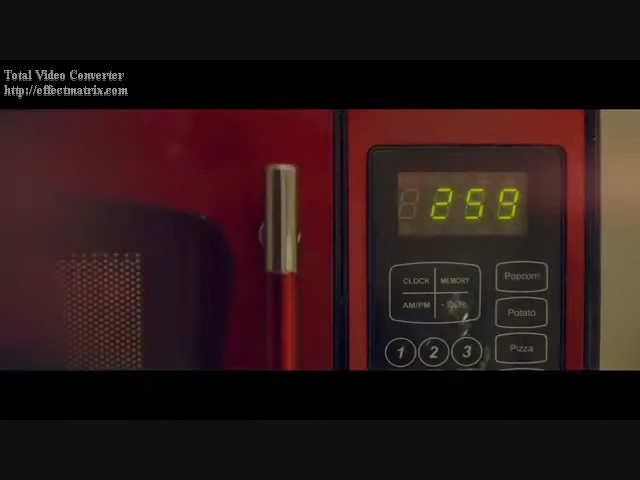 Total Video Converter
http://effectmatrix.com
259
CLOCK
MEMORY
AM/PM
Popcorn
Potato
Pizza
1 2 3